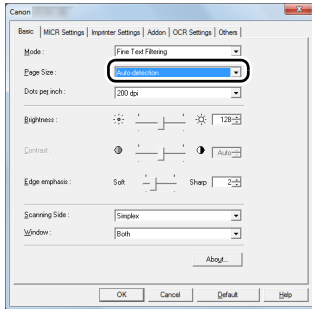 Canon
Basic MICR Settings Imprinter Settings Addon OCR Settings Others
Mode : Fine Text Filtering
Page Size : Auto-detection
Dots per inch : 200 dpi
Brightness : 128
Contrast : Auto
Edge emphasis : Soft Sharp 2
Scanning Side : Simplex
Window : Both
About...
OK Cancel Default Help